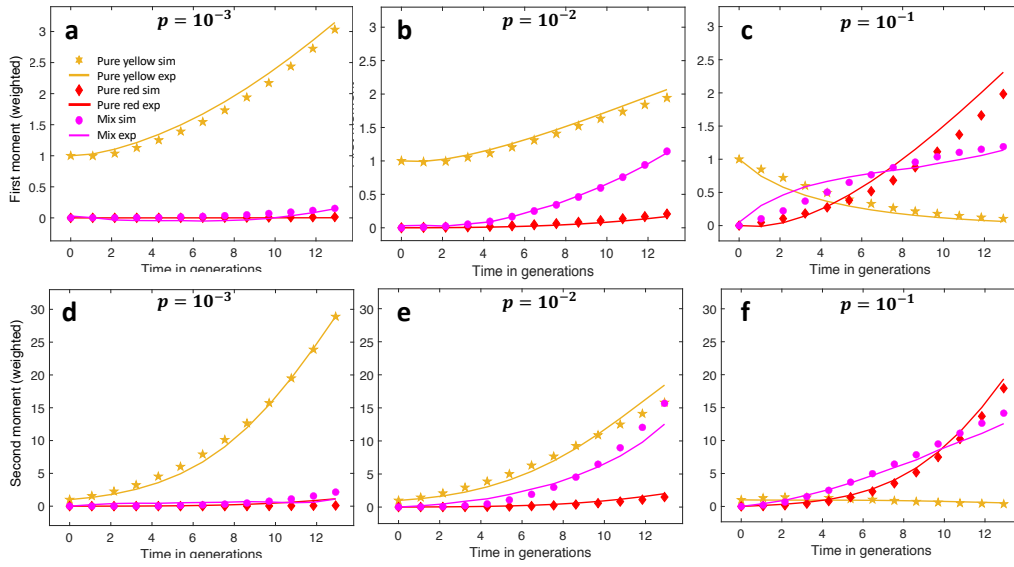 a
p = 10⁻³
First moment (weighted)
3
2.5
2
1.5
1
0.5
0
Pure yellow sim
Pure yellow exp
Pure red sim
Pure red exp
Mix sim
Mix exp
0 2 4 6 8 10 12
Time in generations
b
p = 10⁻²
3
2.5
2
1.5
1
0.5
0
0 2 4 6 8 10 12
Time in generations
c
p = 10⁻¹
3
2.5
2
1.5
1
0.5
0
0 2 4 6 8 10 12
Time in generations
d
p = 10⁻³
Second moment (weighted)
30
25
20
15
10
5
0
0 2 4 6 8 10 12
Time in generations
e
p = 10⁻²
30
25
20
15
10
5
0
0 2 4 6 8 10 12
Time in generations
f
p = 10⁻¹
30
25
20
15
10
5
0
0 2 4 6 8 10 12
Time in generations